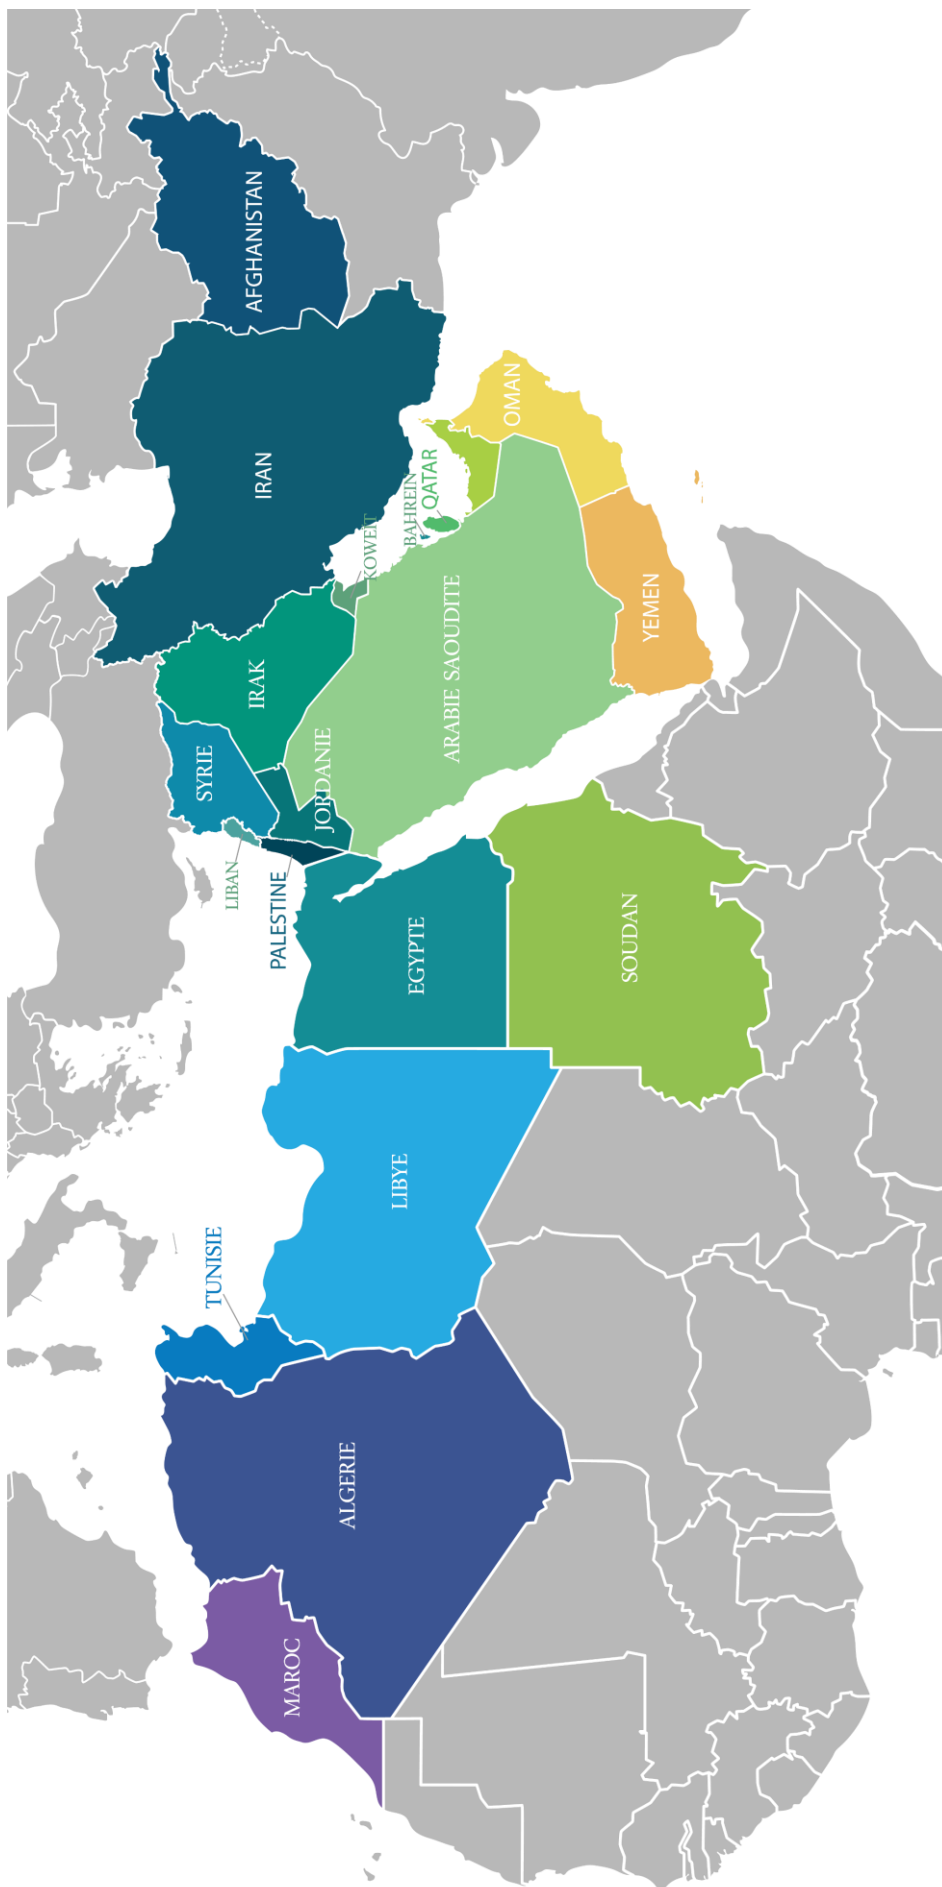 MAROC
ALGERIE
TUNISIE
LIBYE
EGYPTE
SOUDAN
PALESTINE
LIBAN
SYRIE
JORDANIE
IRAK
ARABIE SAOUDITE
KOWEIT
BAHREIN
QATAR
YEMEN
OMAN
IRAN
AFGHANISTAN